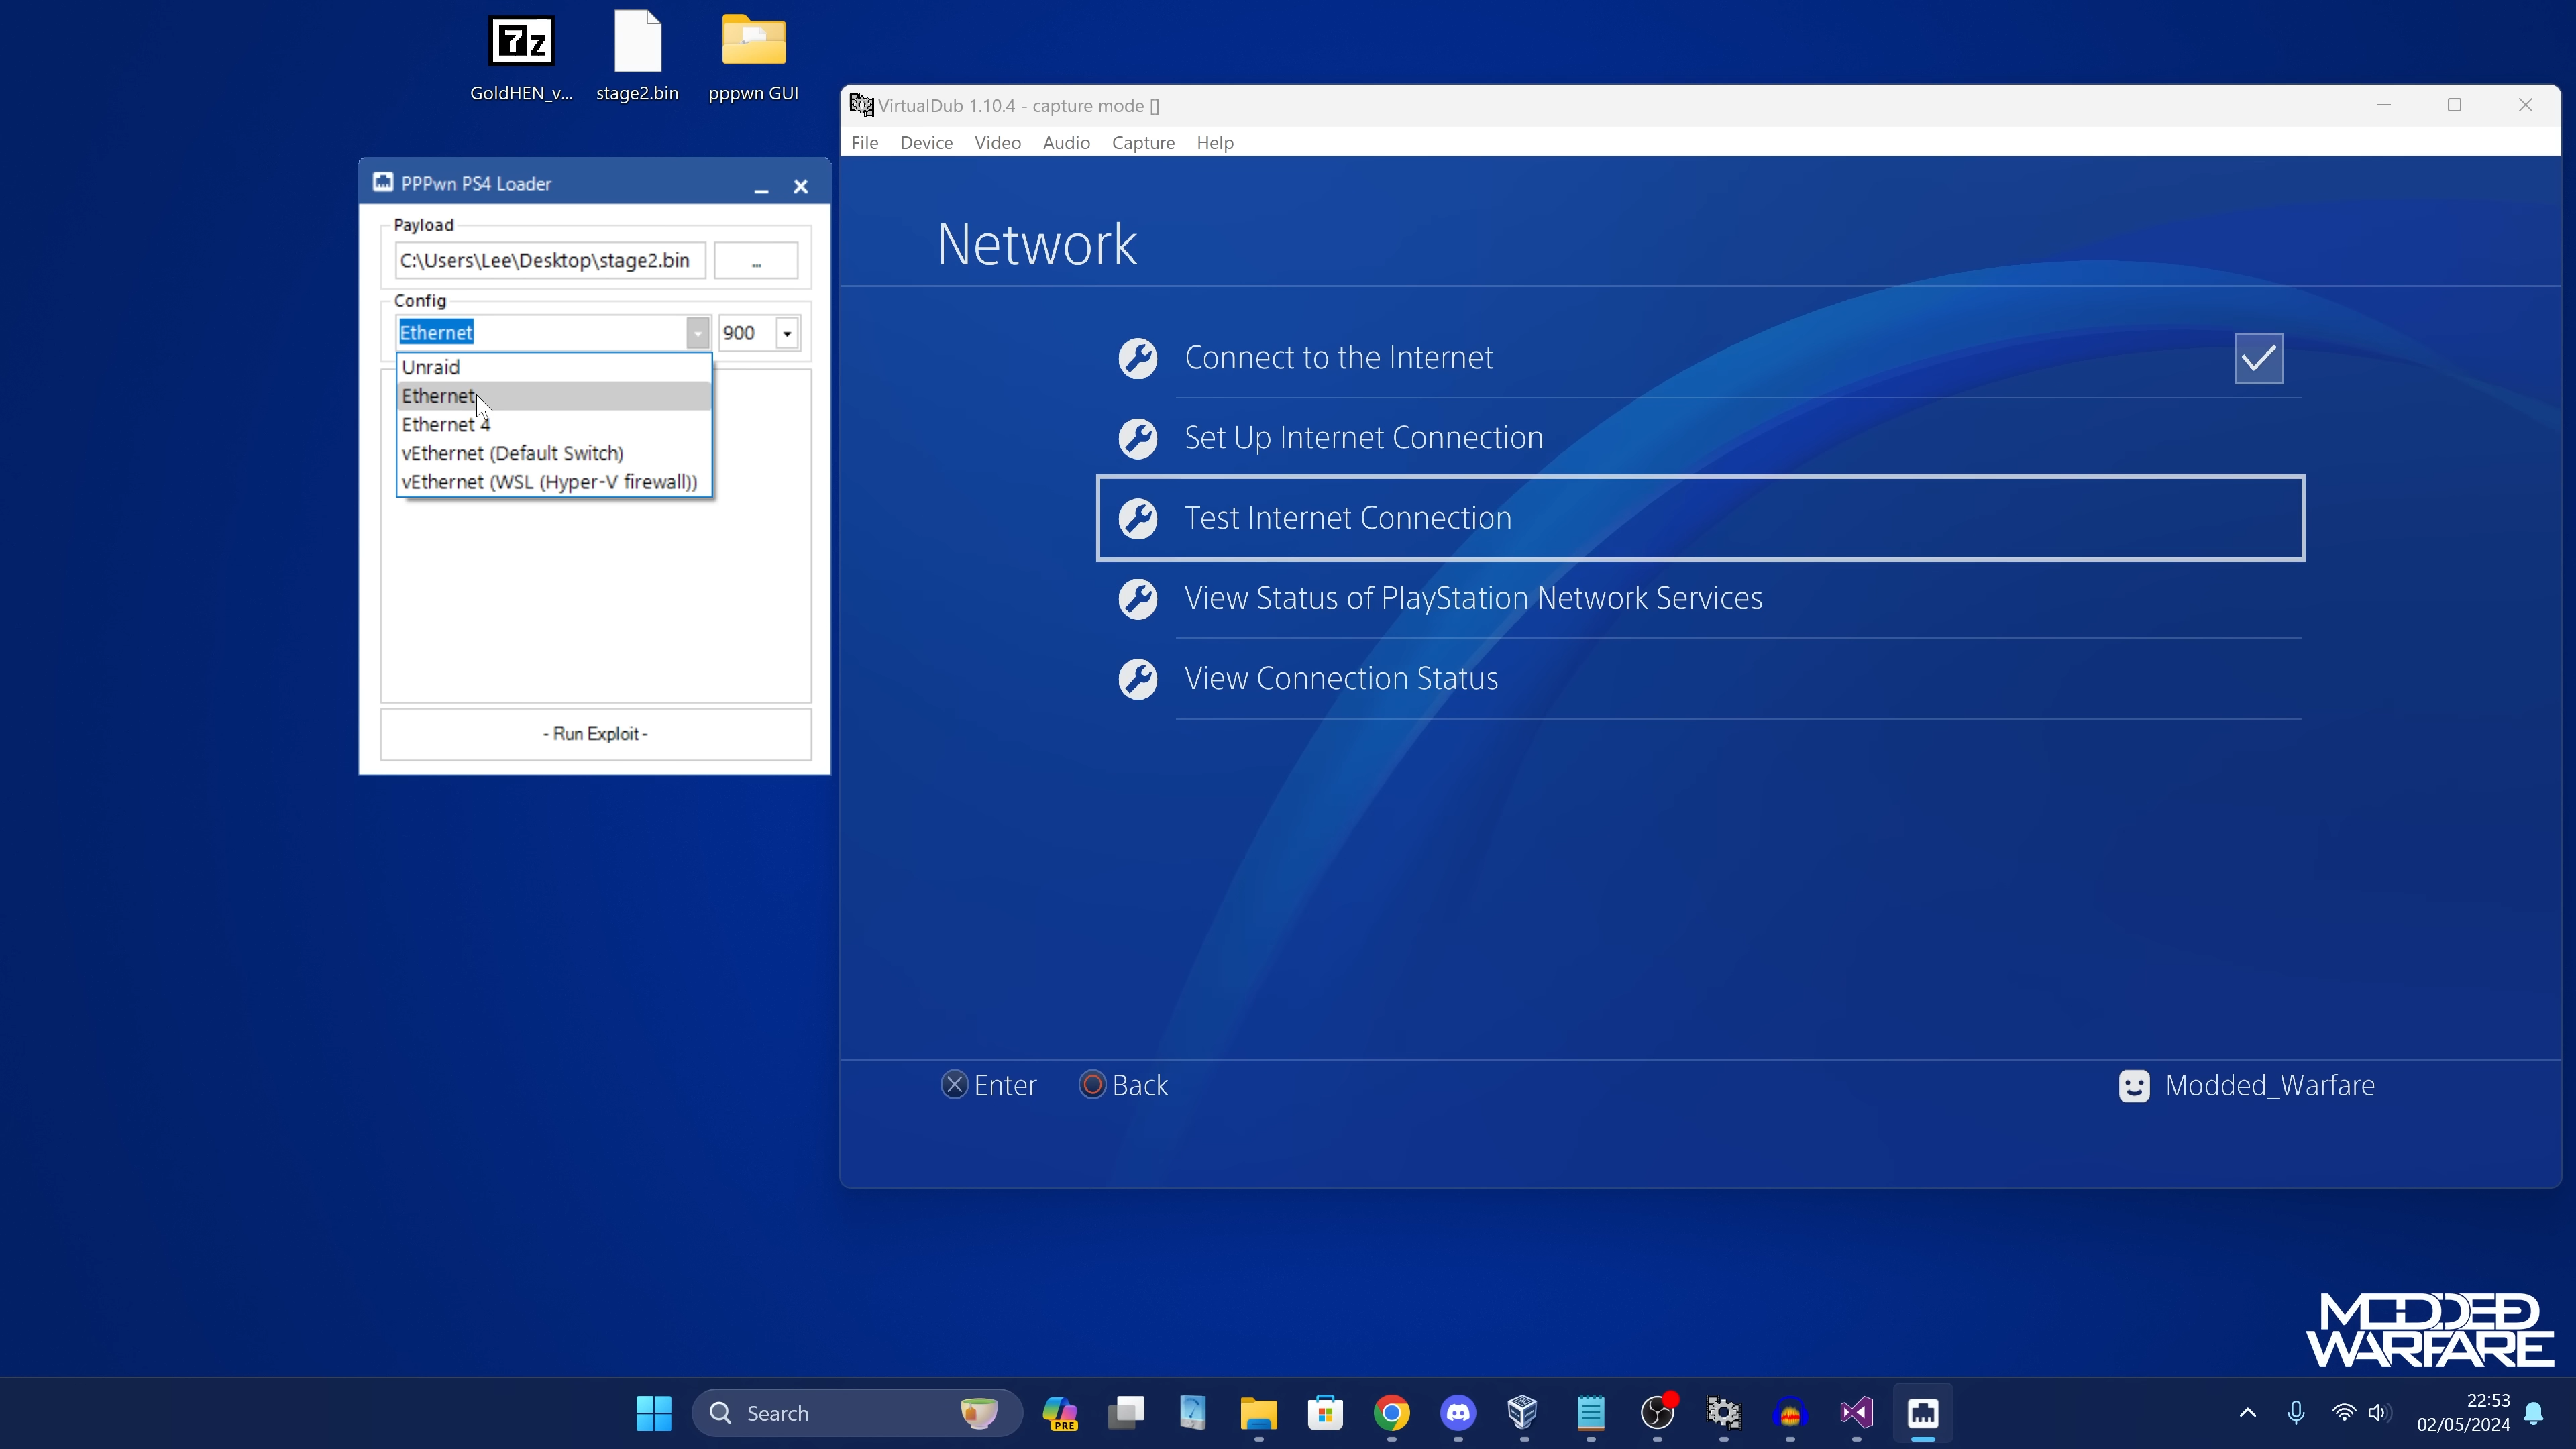 GoldHEN_v...
stage2.bin
pppwn GUI
PPPwn PS4 Loader
Payload
C:\Users\Lee\Desktop\stage2.bin
...
Config
Ethernet
900
Unraid
Ethernet
Ethernet 4
vEthernet (Default Switch)
vEthernet (WSL (Hyper-V firewall))
- Run Exploit -
VirtualDub 1.10.4 - capture mode []
File Device Video Audio Capture Help
Network
Connect to the Internet
Set Up Internet Connection
Test Internet Connection
View Status of PlayStation Network Services
View Connection Status
Enter
Back
Modded_Warfare
MODDED
WARFARE
Search
PRE
22:53
02/05/2024